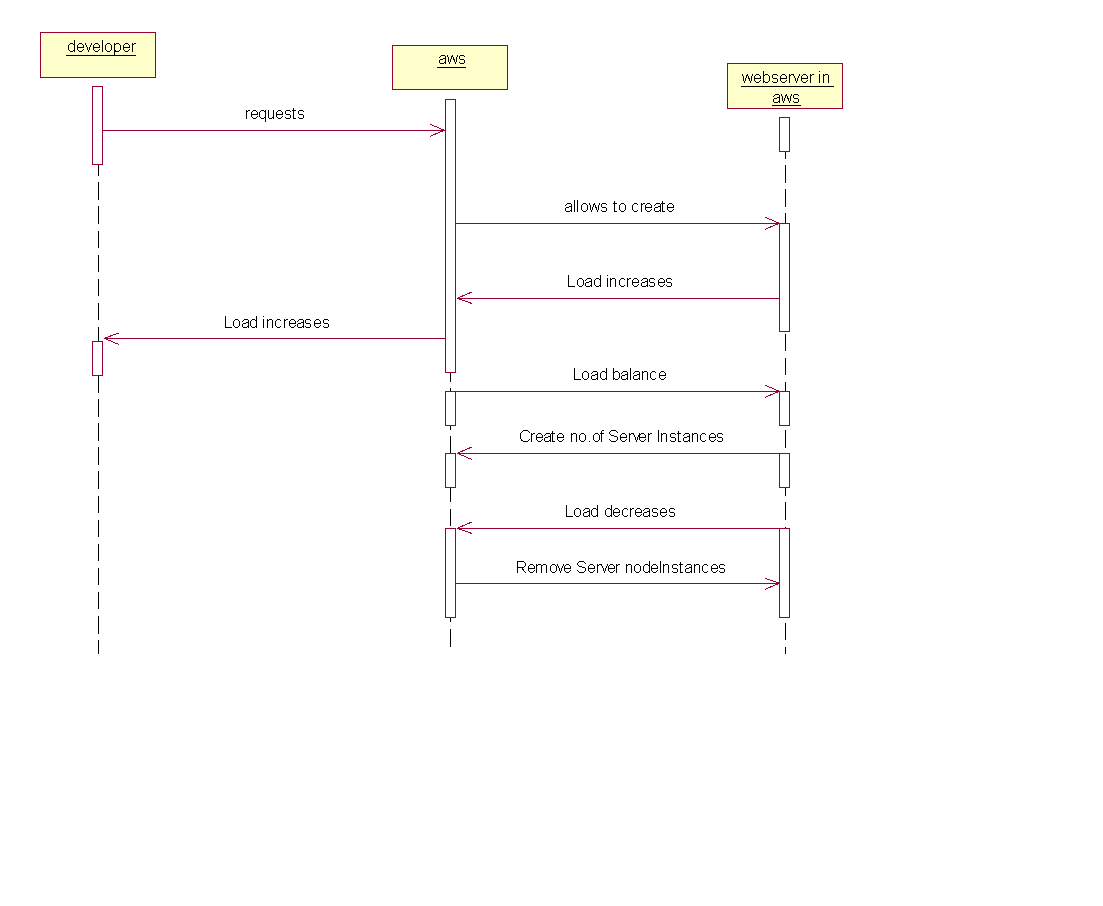 developer
aws
webserver in
aws
requests
allows to create
Load increases
Load increases
Load balance
Create no.of Server Instances
Load decreases
Remove Server nodeInstances